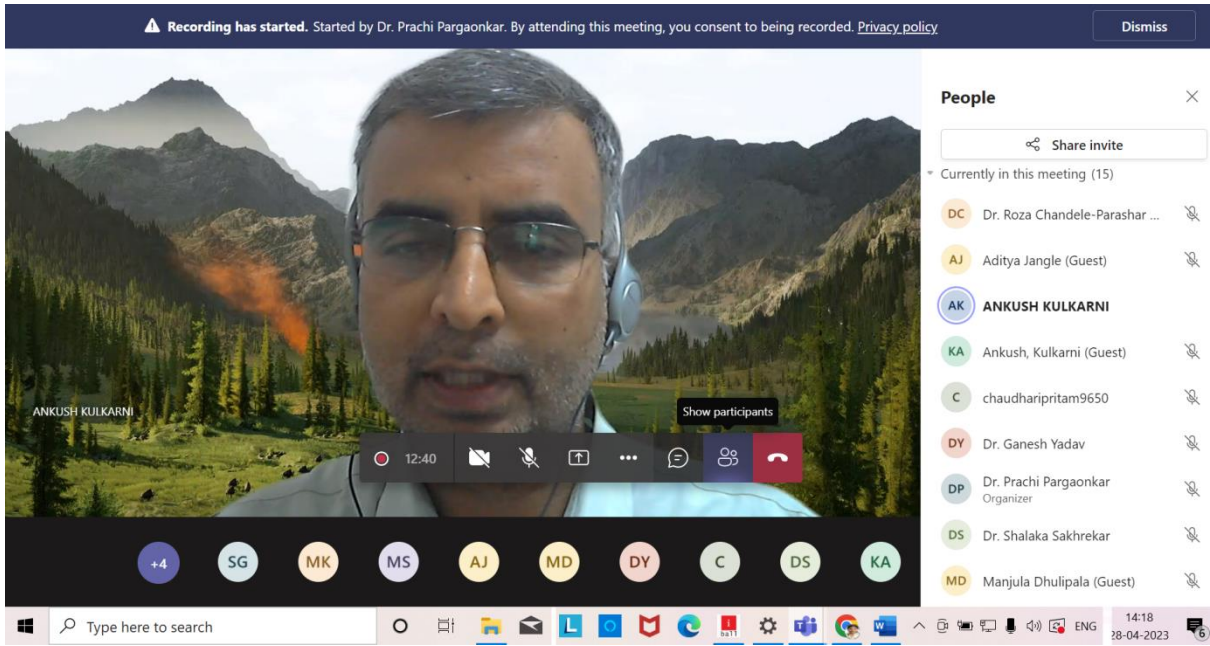 Recording has started. Started by Dr. Prachi Pargaonkar. By attending this meeting, you consent to being recorded. Privacy policy
Dismiss
People
Share invite
Currently in this meeting (15)
DC Dr. Roza Chandele-Parashar ...
AJ Aditya Jangle (Guest)
AK ANKUSH KULKARNI
KA Ankush, Kulkarni (Guest)
C chaudharipritam9650
DY Dr. Ganesh Yadav
DP Dr. Prachi Pargaonkar
Organizer
DS Dr. Shalaka Sakhrekar
MD Manjula Dhulipala (Guest)
ANKUSH KULKARNI
Show participants
12:40
+4 SG MK MS AJ MD DY C DS KA
Type here to search
L
i
ball
W
ENG
14:18
28-04-2023
6